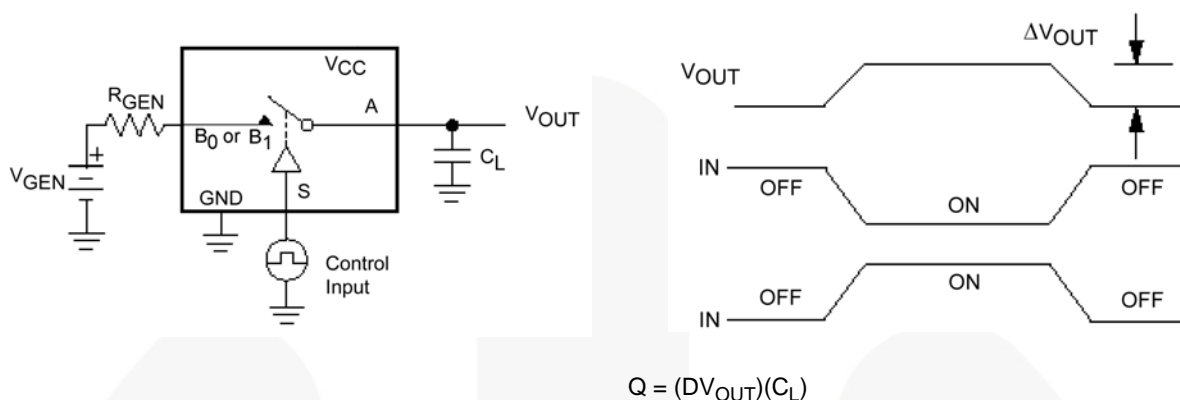 VCC
RGEN
A
VOUT
B0 or B1
CL
VGEN
+
GND
S
Control
Input
ΔVOUT
VOUT
IN
OFF
ON
OFF
IN
OFF
ON
OFF
Q = (DVOUT)(CL)